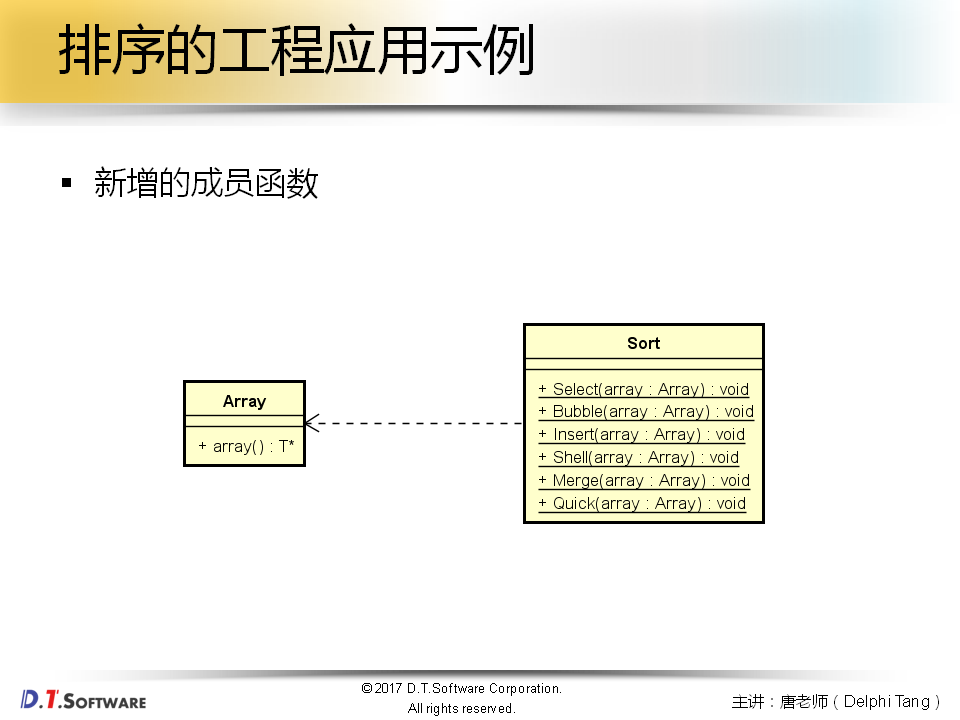 排序的工程应用示例
▪ 新增的成员函数
Array
+ array() : T*
Sort
+ Select(array : Array) : void
+ Bubble(array : Array) : void
+ Insert(array : Array) : void
+ Shell(array : Array) : void
+ Merge(array : Array) : void
+ Quick(array : Array) : void
D.T.SOFTWARE
©2017 D.T.Software Corporation.
All rights reserved.
主讲：唐老师（Delphi Tang）